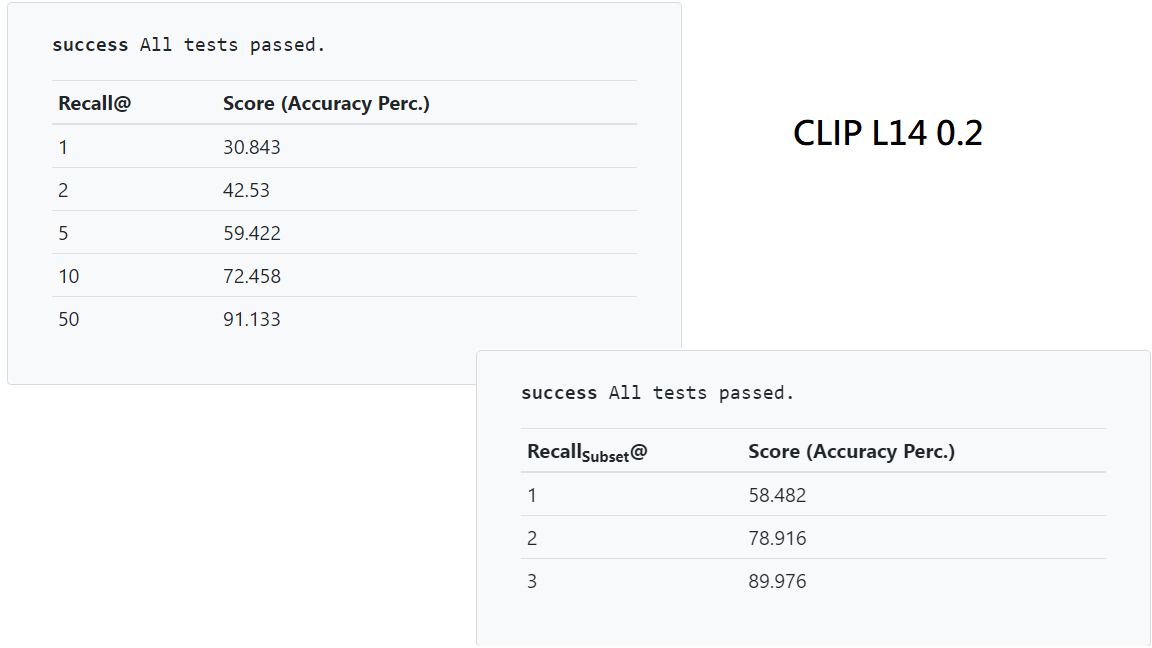 success All tests passed.
Recall@ Score (Accuracy Perc.)
1 30.843
2 42.53
5 59.422
10 72.458
50 91.133
CLIP L14 0.2
success All tests passed.
RecallSubset@ Score (Accuracy Perc.)
1 58.482
2 78.916
3 89.976